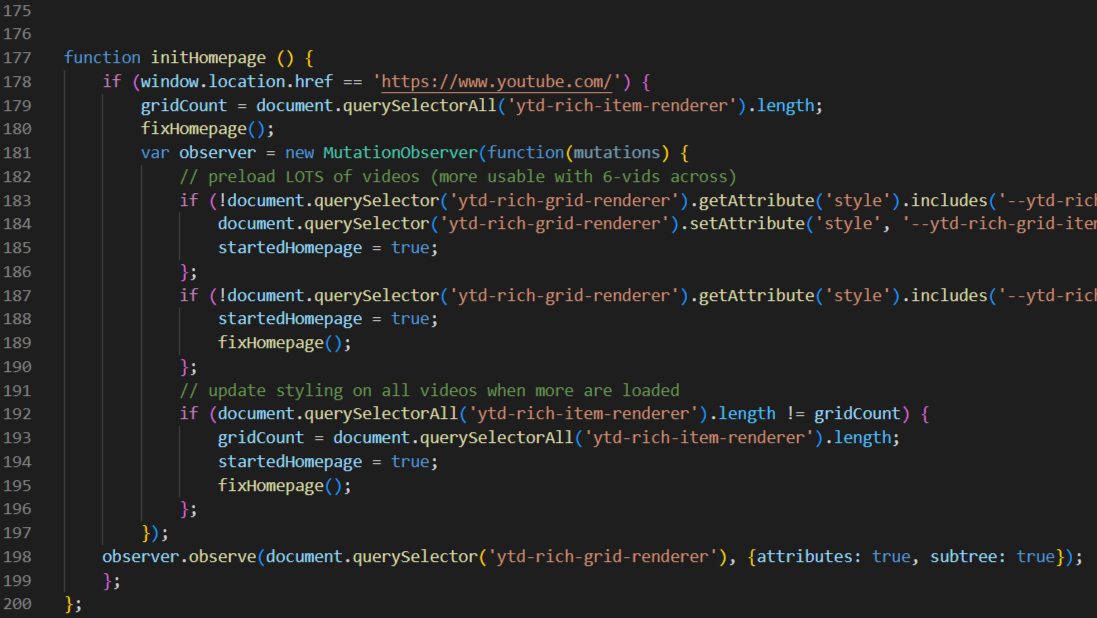 175
176
177 function initHomepage () {
178 if (window.location.href == 'https://www.youtube.com/') {
179 gridCount = document.querySelectorAll('ytd-rich-item-renderer').length;
180 fixHomepage();
181 var observer = new MutationObserver(function(mutations) {
182 // preload LOTS of videos (more usable with 6-vids across)
183 if (!document.querySelector('ytd-rich-grid-renderer').getAttribute('style').includes('--ytd-rich
184 document.querySelector('ytd-rich-grid-renderer').setAttribute('style', '--ytd-rich-grid-item
185 startedHomepage = true;
186 };
187 if (!document.querySelector('ytd-rich-grid-renderer').getAttribute('style').includes('--ytd-rich
188 startedHomepage = true;
189 fixHomepage();
190 };
191 // update styling on all videos when more are loaded
192 if (document.querySelectorAll('ytd-rich-item-renderer').length != gridCount) {
193 gridCount = document.querySelectorAll('ytd-rich-item-renderer').length;
194 startedHomepage = true;
195 fixHomepage();
196 };
197 });
198 observer.observe(document.querySelector('ytd-rich-grid-renderer'), {attributes: true, subtree: true});
199 };
200 };